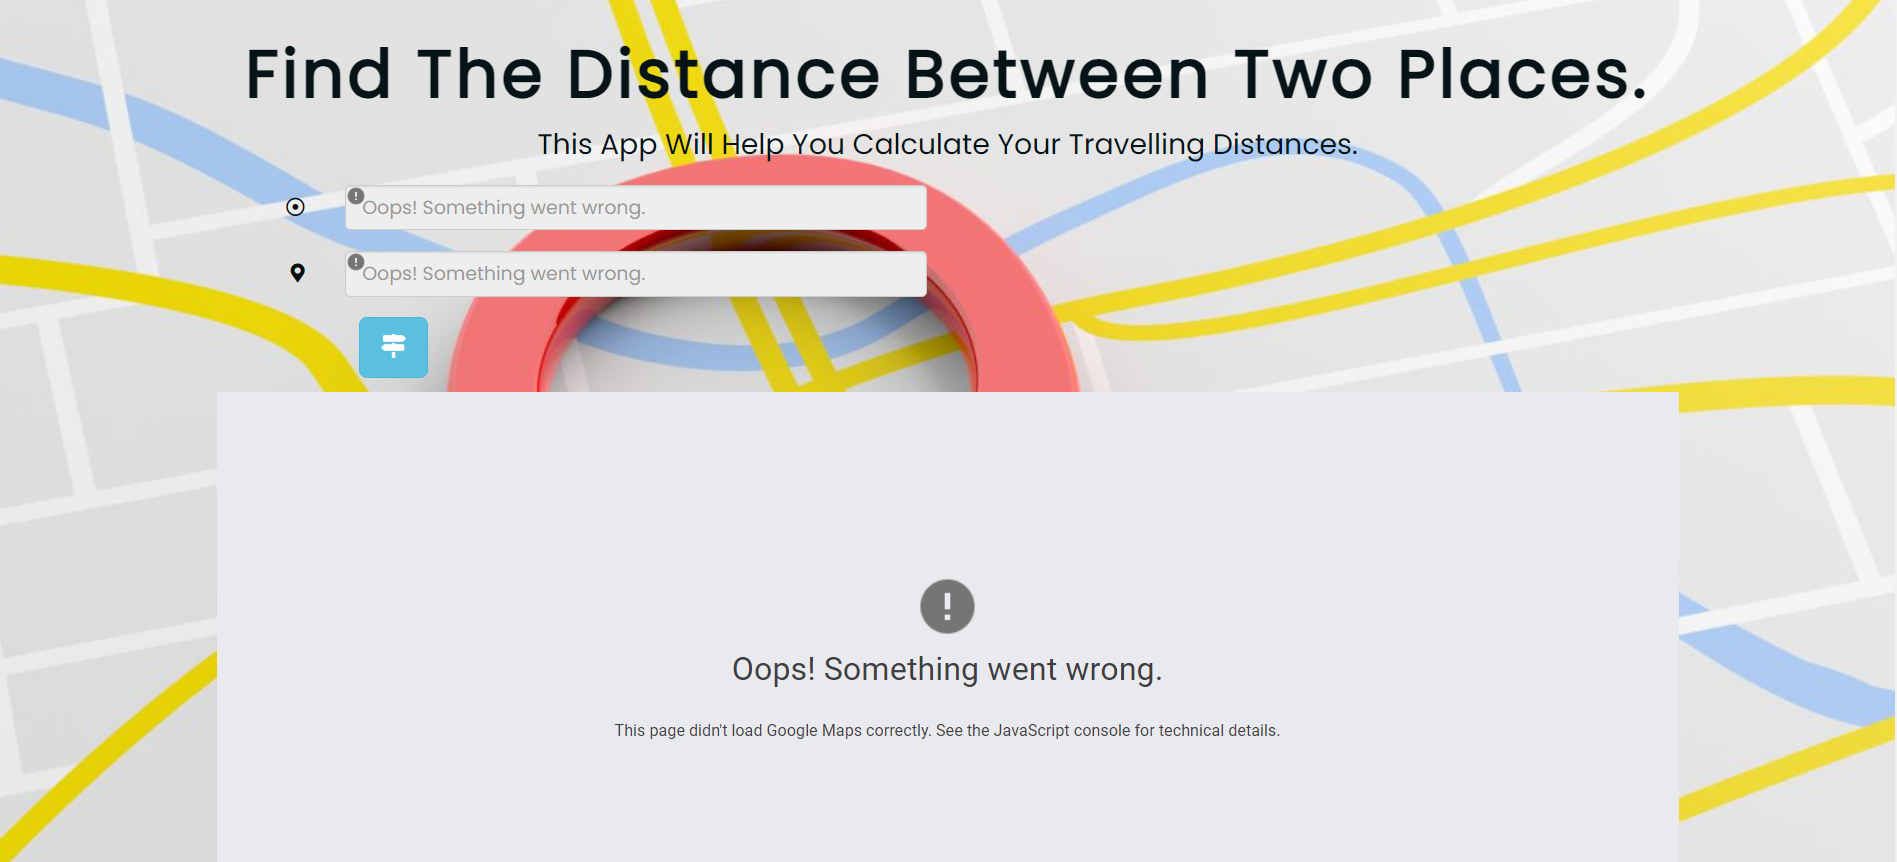 Find The Distance Between Two Places.
This App Will Help You Calculate Your Travelling Distances.
Oops! Something went wrong.
Oops! Something went wrong.
Oops! Something went wrong.
This page didn't load Google Maps correctly. See the JavaScript console for technical details.